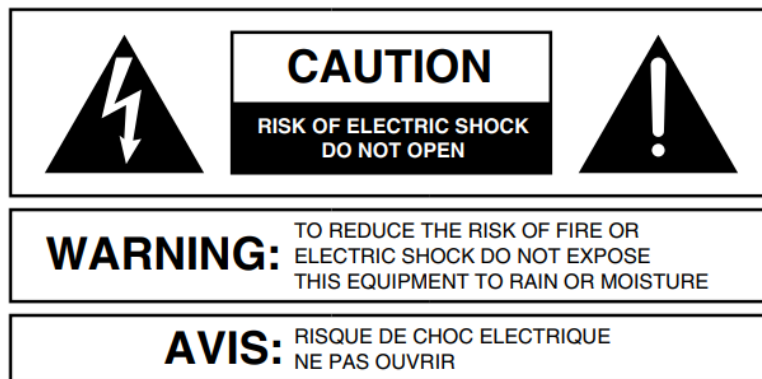 CAUTION
RISK OF ELECTRIC SHOCK
DO NOT OPEN
WARNING: TO REDUCE THE RISK OF FIRE OR
ELECTRIC SHOCK DO NOT EXPOSE
THIS EQUIPMENT TO RAIN OR MOISTURE
AVIS: RISQUE DE CHOC ELECTRIQUE
NE PAS OUVRIR